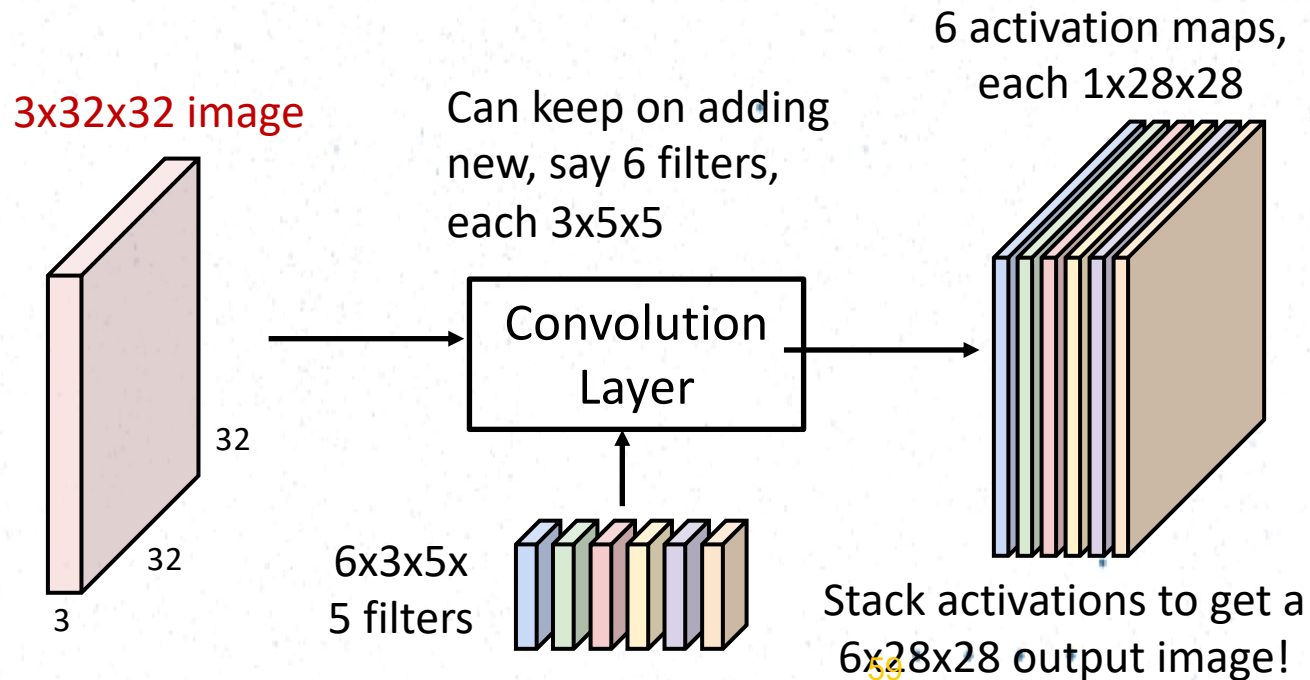 3x32x32 image
32
32
3
Can keep on adding
new, say 6 filters,
each 3x5x5
Convolution
Layer
6x3x5x
5 filters
6 activation maps,
each 1x28x28
Stack activations to get a
6x28x28 output image!
59